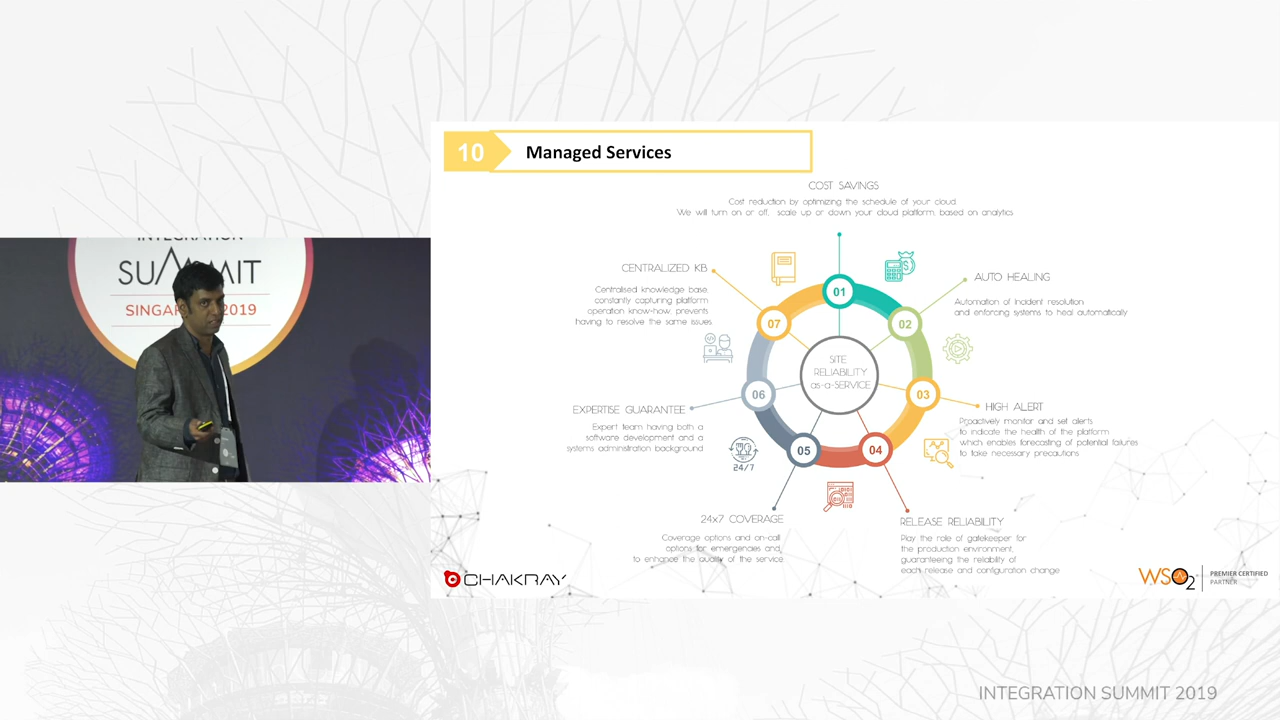 INTEGRATION
SUMMIT
2019
10
Managed Services
COST SAVINGS
Cost reduction by optimizing the schedule of your cloud.
We will turn on or off, scale up or down your cloud platform, based on analytics
CENTRALIZED KB
Centralised knowledge base,
constantly capturing platform
operation know-how, prevents
having to resolve the same issues
AUTO HEALING
Automation of Incident resolution
and enforcing systems to heal automatically
01
02
03
04
05
06
07
SITE
RELIABILITY
as-a-SERVICE
HIGH ALERT
Proactively monitor and set alerts
to indicate the health of the platform
which enables forecasting of potential failures
to take necessary precautions
EXPERTISE GUARANTEE
Expert team having both a
software development and a
systems administration background
24/7
24x7 COVERAGE
Coverage options and on-call
options for emergencies and,
to enhance the quality of the service
RELEASE RELIABILITY
Play the role of gatekeeper for
the production environment,
guaranteeing the reliability of
each release and configuration change
CHAKRAY
WSO2
PREMIER CERTIFIED
PARTNER
INTEGRATION SUMMIT 2019